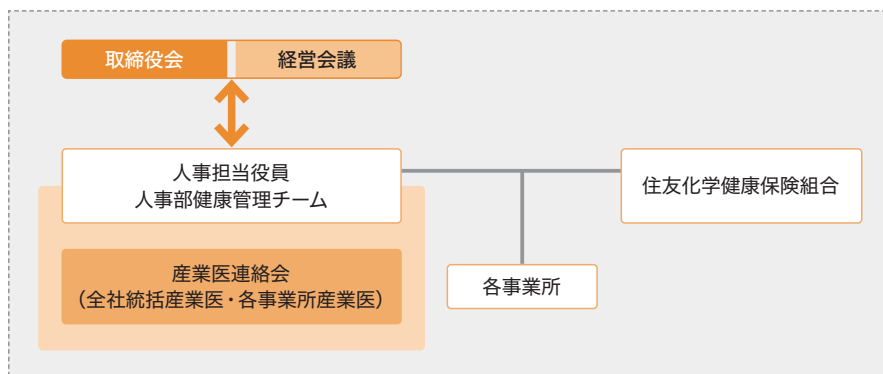 取締役会
経営会議
人事担当役員
人事部健康管理チーム
住友化学健康保険組合
産業医連絡会
（全社統括産業医・各事業所産業医）
各事業所